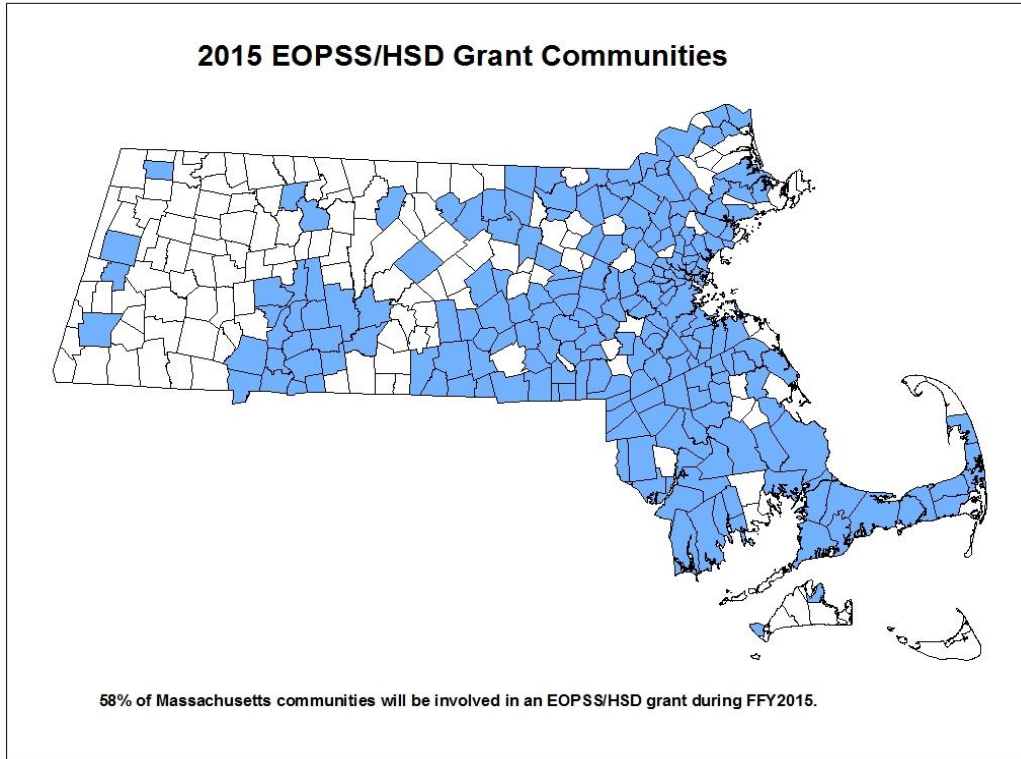 2015 EOPSS/HSD Grant Communities
58% of Massachusetts communities will be involved in an EOPSS/HSD grant during FFY2015.